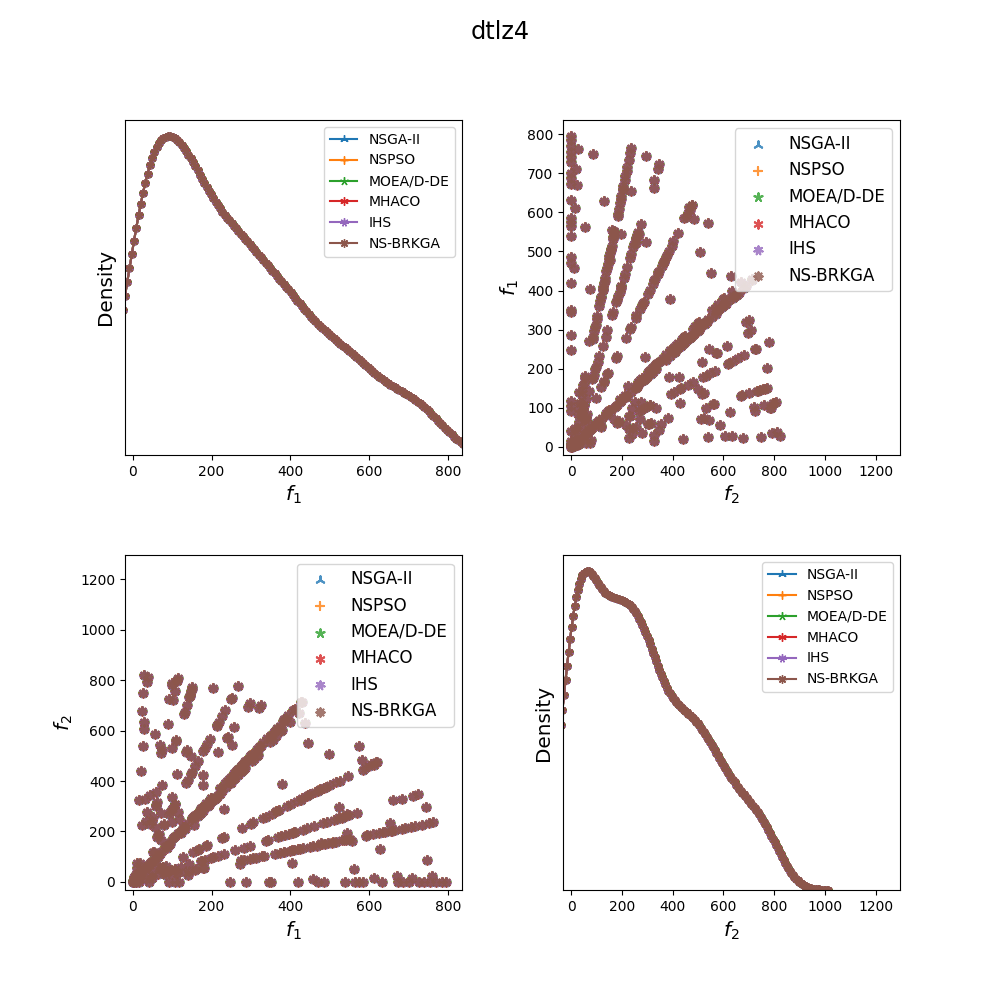 dtlz4
Density
NSGA-II
NSPSO
MOEA/D-DE
MHACO
IHS
NS-BRKGA
0 200 400 600 800
f1
f1
800
700
600
500
400
300
200
100
0
NSGA-II
NSPSO
MOEA/D-DE
MHACO
IHS
NS-BRKGA
0 200 400 600 800 1000 1200
f2
f2
1200
1000
800
600
400
200
0
NSGA-II
NSPSO
MOEA/D-DE
MHACO
IHS
NS-BRKGA
0 200 400 600 800
f1
Density
NSGA-II
NSPSO
MOEA/D-DE
MHACO
IHS
NS-BRKGA
0 200 400 600 800 1000 1200
f2